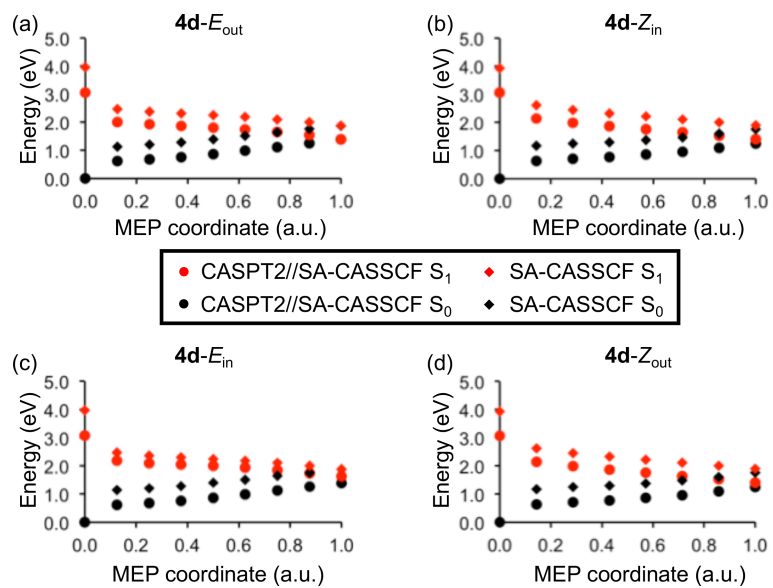 (a) 4d-Eout
(b) 4d-Zin
5.0
4.0
3.0
2.0
1.0
0.0
Energy (eV)
0.0 0.2 0.4 0.6 0.8 1.0
MEP coordinate (a.u.)
5.0
4.0
3.0
2.0
1.0
0.0
Energy (eV)
0.0 0.2 0.4 0.6 0.8 1.0
MEP coordinate (a.u.)
CASPT2//SA-CASSCF S1 SA-CASSCF S1
CASPT2//SA-CASSCF S0 SA-CASSCF S0
(c) 4d-Ein
(d) 4d-Zout
5.0
4.0
3.0
2.0
1.0
0.0
Energy (eV)
0.0 0.2 0.4 0.6 0.8 1.0
MEP coordinate (a.u.)
5.0
4.0
3.0
2.0
1.0
0.0
Energy (eV)
0.0 0.2 0.4 0.6 0.8 1.0
MEP coordinate (a.u.)